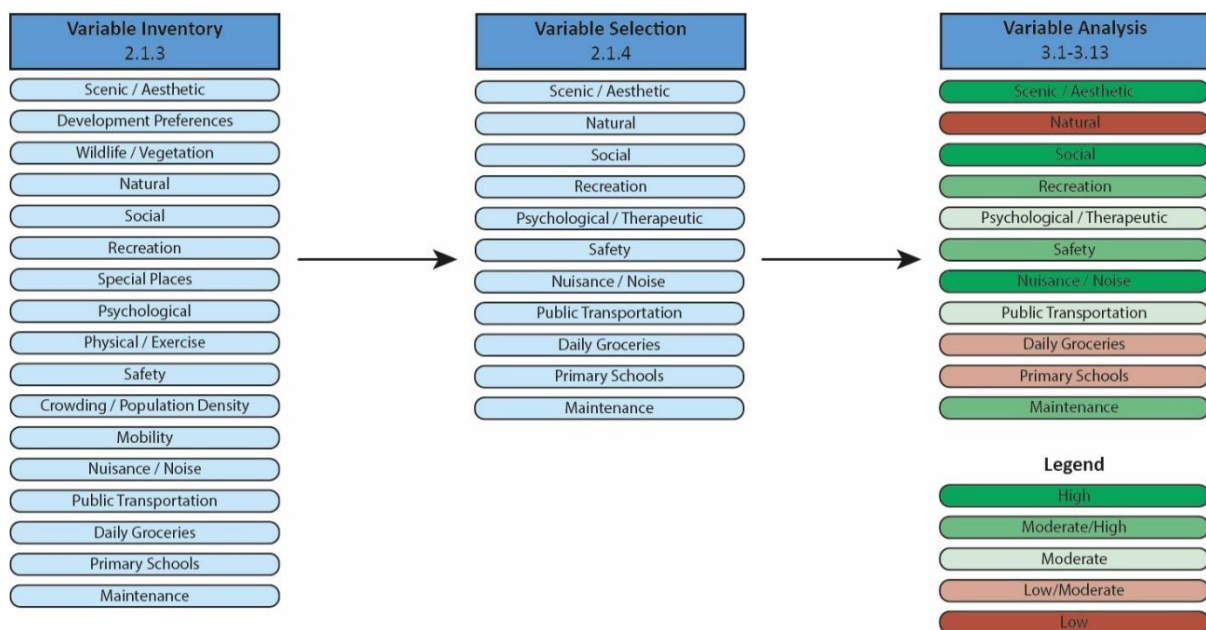 Variable Inventory
2.1.3
Scenic / Aesthetic
Development Preferences
Wildlife / Vegetation
Natural
Social
Recreation
Special Places
Psychological
Physical / Exercise
Safety
Crowding / Population Density
Mobility
Nuisance / Noise
Public Transportation
Daily Groceries
Primary Schools
Maintenance
Variable Selection
2.1.4
Scenic / Aesthetic
Natural
Social
Recreation
Psychological / Therapeutic
Safety
Nuisance / Noise
Public Transportation
Daily Groceries
Primary Schools
Maintenance
Variable Analysis
3.1-3.13
Scenic / Aesthetic
Natural
Social
Recreation
Psychological / Therapeutic
Safety
Nuisance / Noise
Public Transportation
Daily Groceries
Primary Schools
Maintenance
Legend
High
Moderate/High
Moderate
Low/Moderate
Low